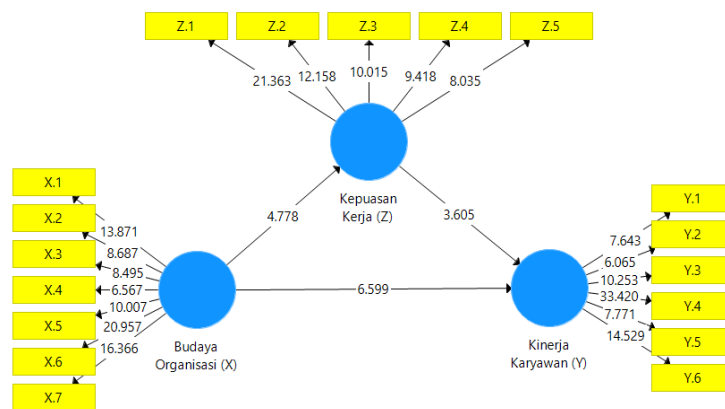 Z.1
Z.2
Z.3
Z.4
Z.5
21.363
12.158
10.015
9.418
8.035
Kepuasan
Kerja (Z)
4.778
3.605
6.599
X.1
X.2
X.3
X.4
X.5
X.6
X.7
13.871
8.687
8.495
6.567
10.007
20.957
16.366
Budaya
Organisasi (X)
Kinerja
Karyawan (Y)
7.643
6.065
10.253
33.420
7.771
14.529
Y.1
Y.2
Y.3
Y.4
Y.5
Y.6